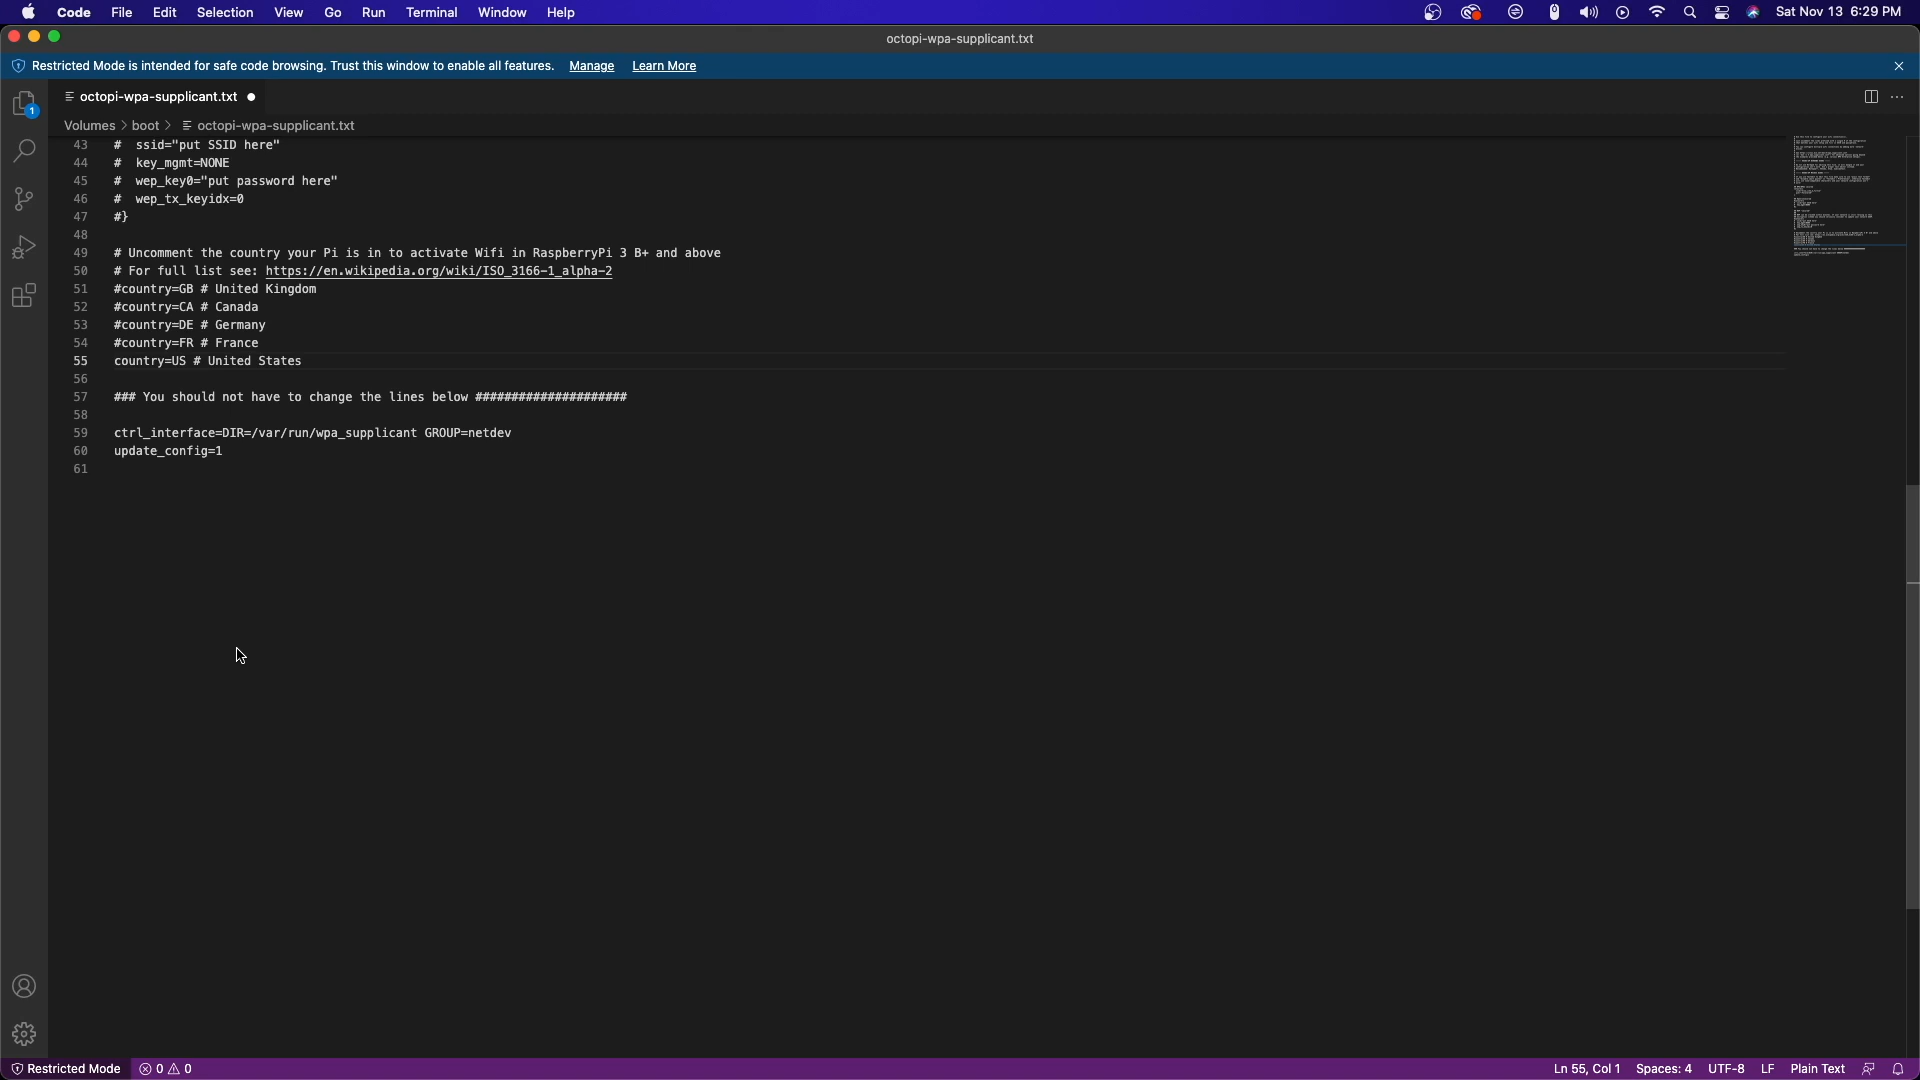 Code File Edit Selection View Go Run Terminal Window Help Sat Nov 13 6:29 PM
octopi-wpa-supplicant.txt
Restricted Mode is intended for safe code browsing. Trust this window to enable all features. Manage Learn More
octopi-wpa-supplicant.txt
Volumes > boot > octopi-wpa-supplicant.txt
1
43 # ssid="put SSID here"
44 # key_mgmt=NONE
45 # wep_key0="put password here"
46 # wep_tx_keyidx=0
47 #}
48
49 # Uncomment the country your Pi is in to activate Wifi in RaspberryPi 3 B+ and above
50 # For full list see: https://en.wikipedia.org/wiki/ISO_3166-1_alpha-2
51 #country=GB # United Kingdom
52 #country=CA # Canada
53 #country=DE # Germany
54 #country=FR # France
55 country=US # United States
56
57 ### You should not have to change the lines below #####################
58
59 ctrl_interface=DIR=/var/run/wpa_supplicant GROUP=netdev
60 update_config=1
61
Restricted Mode 0 0 Ln 55, Col 1 Spaces: 4 UTF-8 LF Plain Text